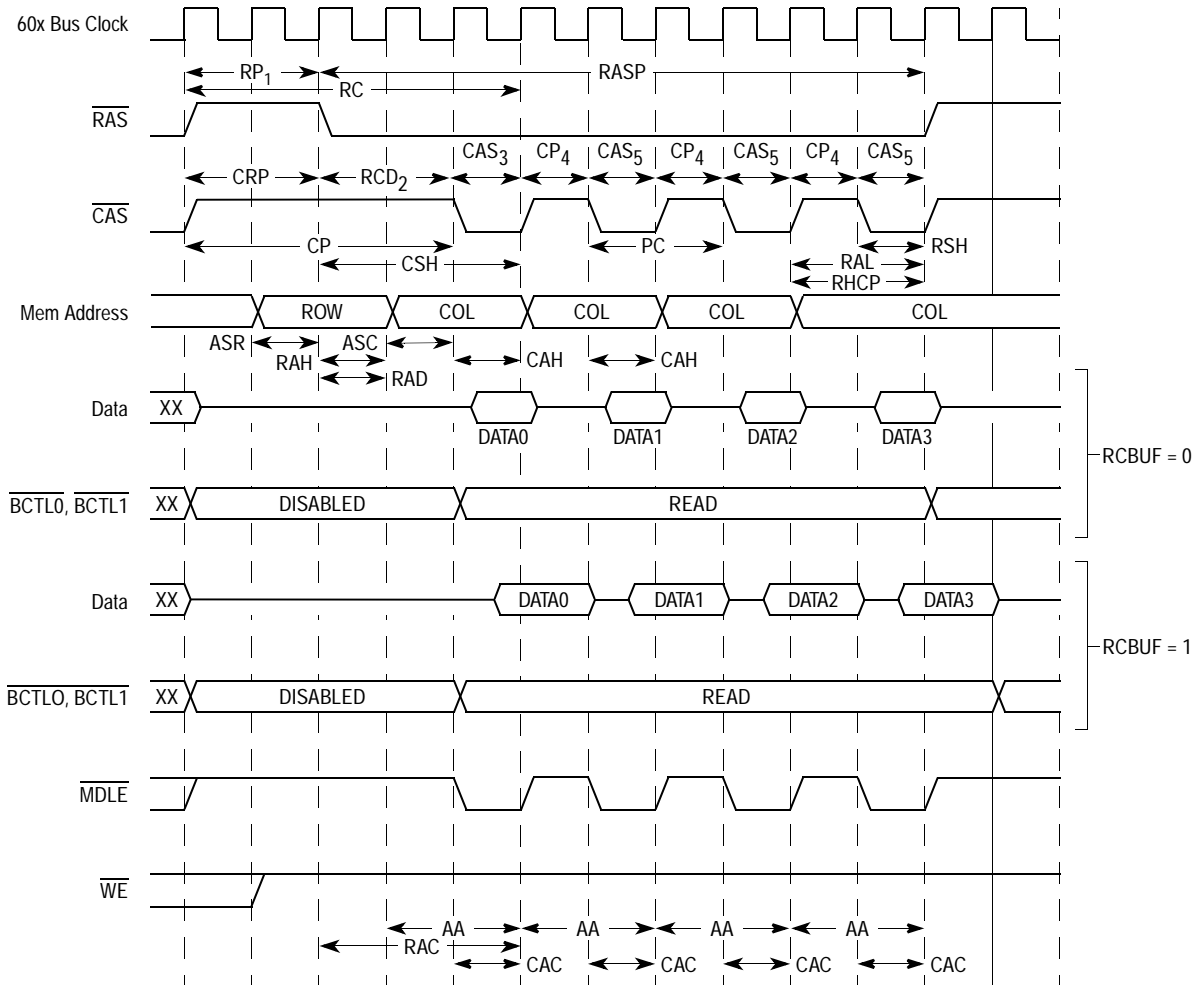 60x Bus Clock
RP1 RASP
RC
RAS
CAS3 CP4 CAS5 CP4 CAS5 CP4 CAS5
CRP RCD2
CAS
CP PC RSH
CSH RAL
RHCP
Mem Address ROW COL COL COL COL
ASR RAH ASC CAH CAH
RAD
Data XX
DATA0 DATA1 DATA2 DATA3
RCBUF = 0
BCTL0, BCTL1 XX DISABLED READ
Data XX DATA0 DATA1 DATA2 DATA3
RCBUF = 1
BCTLO, BCTL1 XX DISABLED READ
MDLE
WE
AA AA AA AA
RAC
CAC CAC CAC CAC